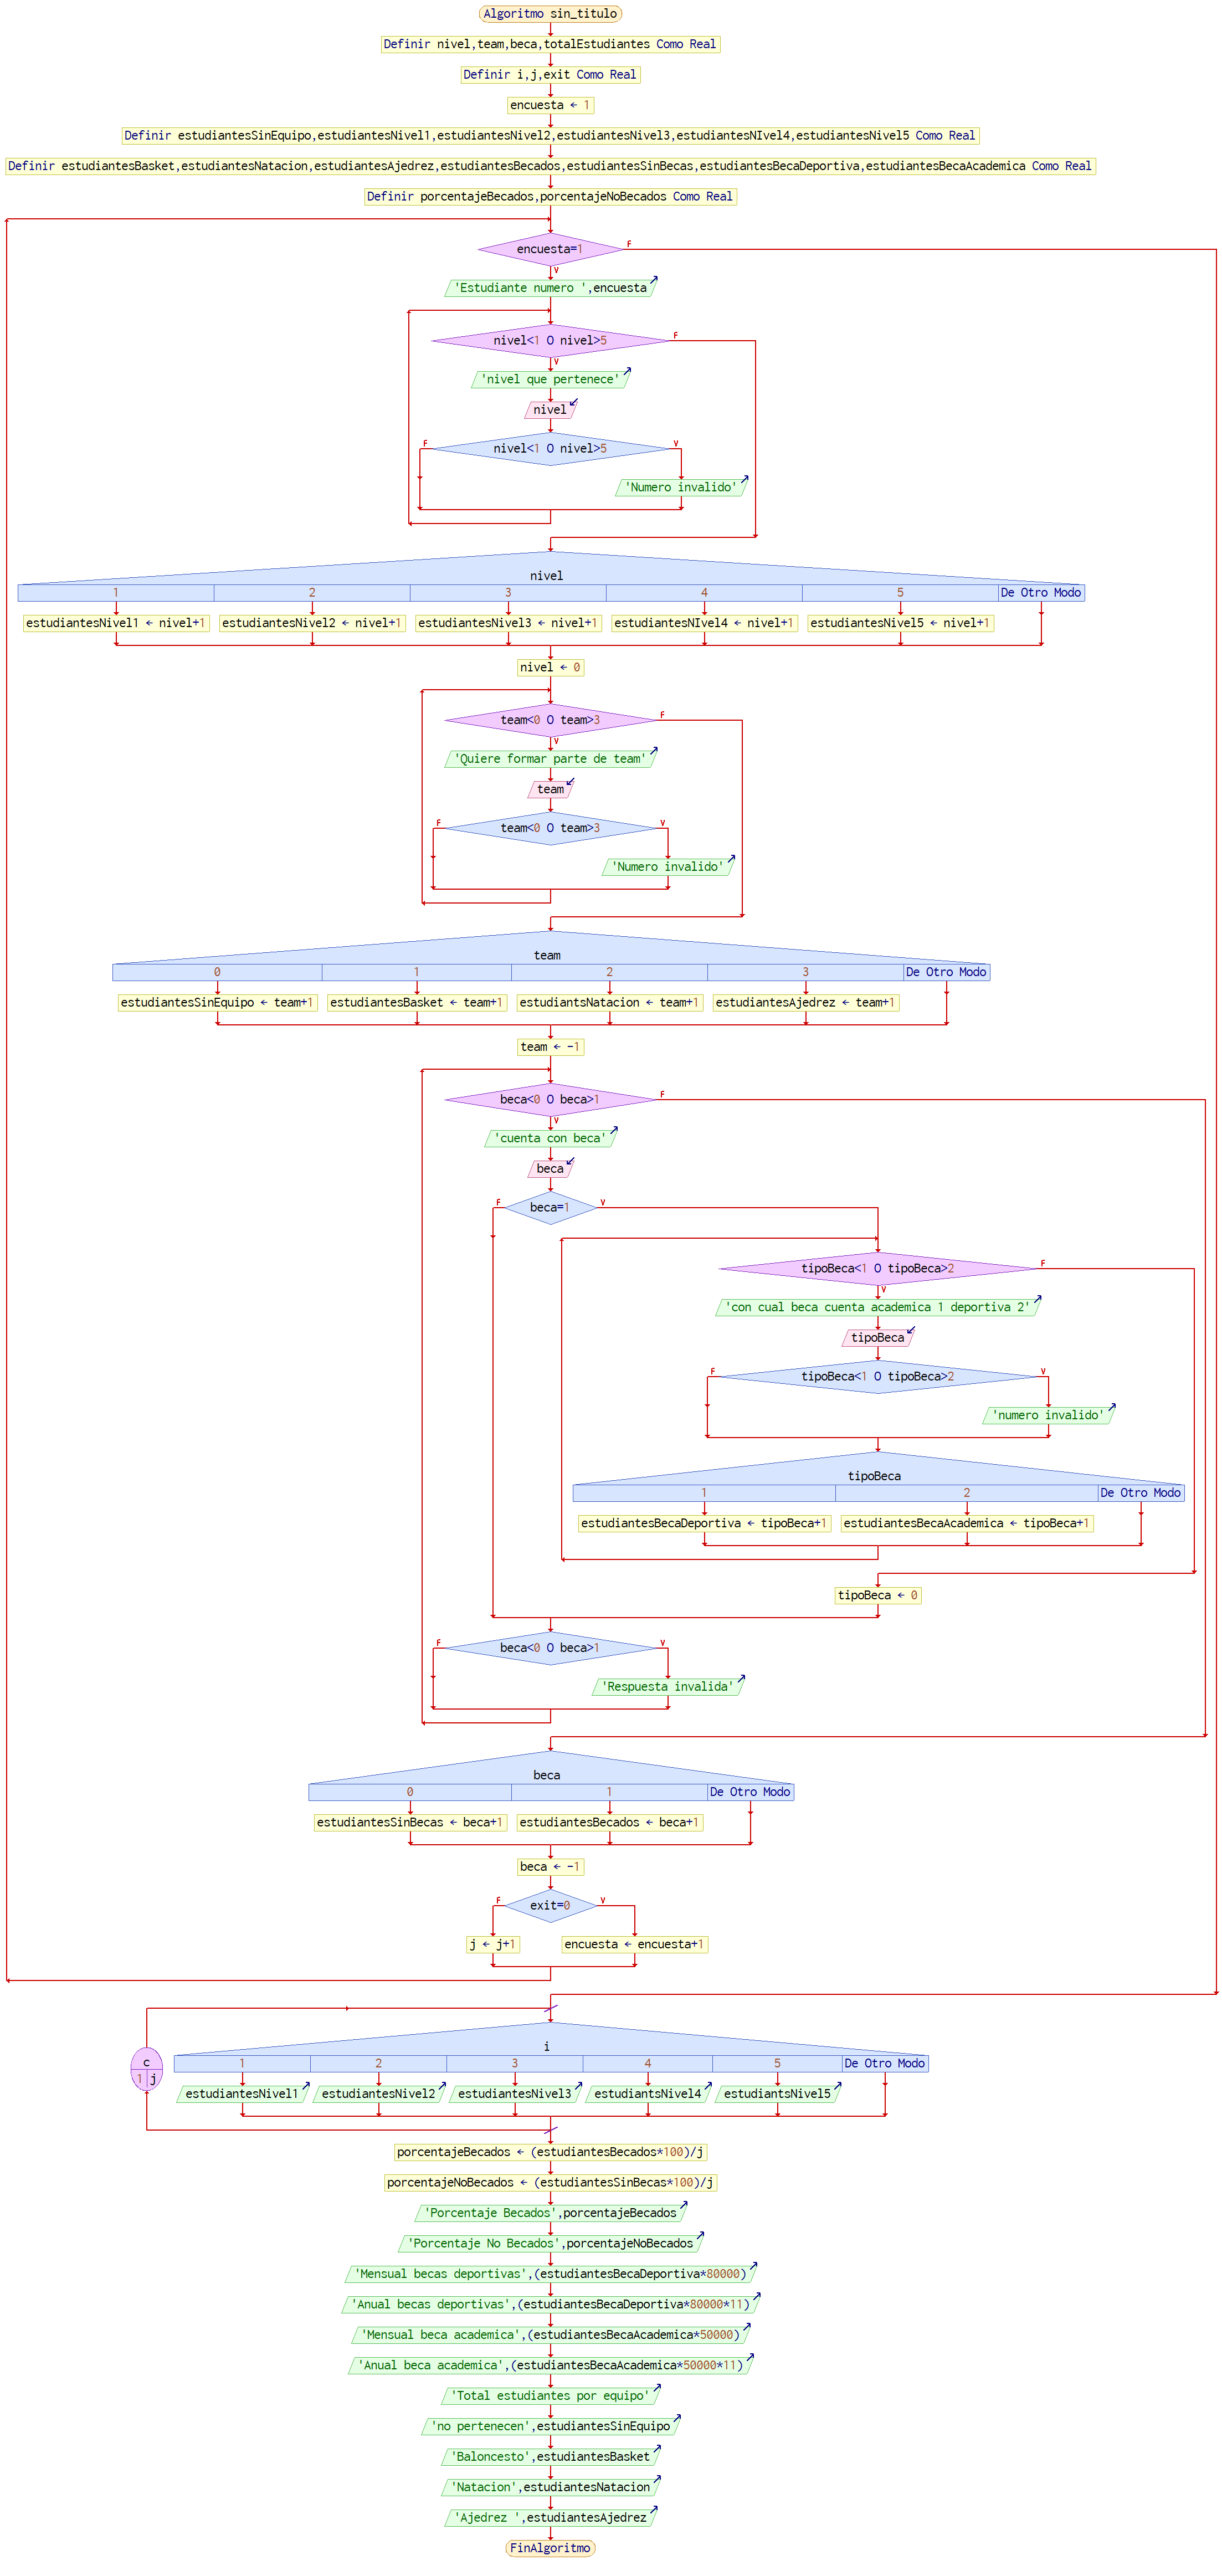 Algoritmo sin_titulo
Definir nivel,team,beca,totalEstudiantes Como Real
Definir i,j,exit Como Real
encuesta ← 1
Definir estudiantesSinEquipo,estudiantesNivel1,estudiantesNivel2,estudiantesNivel3,estudiantesNIvel4,estudiantesNivel5 Como Real
Definir estudiantesBasket,estudiantesNatacion,estudiantesAjedrez,estudiantesBecados,estudiantesSinBecas,estudiantesBecaDeportiva,estudiantesBecaAcademica Como Real
Definir porcentajeBecados,porcentajeNoBecados Como Real
encuesta=1 F
V
'Estudiante numero ',encuesta
nivel<1 O nivel>5 F
V
'nivel que pertenece'
nivel
F nivel<1 O nivel>5 V
'Numero invalido'
nivel
1 2 3 4 5 De Otro Modo
estudiantesNivel1 ← nivel+1 estudiantesNivel2 ← nivel+1 estudiantesNivel3 ← nivel+1 estudiantesNIvel4 ← nivel+1 estudiantesNivel5 ← nivel+1
nivel ← 0
team<0 O team>3 F
V
'Quiere formar parte de team'
team
F team<0 O team>3 V
'Numero invalido'
team
0 1 2 3 De Otro Modo
estudiantesSinEquipo ← team+1 estudiantesBasket ← team+1 estudiantsNatacion ← team+1 estudiantesAjedrez ← team+1
team ← -1
beca<0 O beca>1 F
V
'cuenta con beca'
beca
F beca=1 V
tipoBeca<1 O tipoBeca>2 F
V
'con cual beca cuenta academica 1 deportiva 2'
tipoBeca
F tipoBeca<1 O tipoBeca>2 V
'numero invalido'
tipoBeca
1 2 De Otro Modo
estudiantesBecaDeportiva ← tipoBeca+1 estudiantesBecaAcademica ← tipoBeca+1
tipoBeca ← 0
F beca<0 O beca>1 V
'Respuesta invalida'
beca
0 1 De Otro Modo
estudiantesSinBecas ← beca+1 estudiantesBecados ← beca+1
beca ← -1
F exit=0 V
j ← j+1 encuesta ← encuesta+1
i
c
1 j
1 2 3 4 5 De Otro Modo
estudiantesNivel1 estudiantesNivel2 estudiantesNivel3 estudiantsNivel4 estudiantsNivel5
porcentajeBecados ← (estudiantesBecados*100)/j
porcentajeNoBecados ← (estudiantesSinBecas*100)/j
'Porcentaje Becados',porcentajeBecados
'Porcentaje No Becados',porcentajeNoBecados
'Mensual becas deportivas',(estudiantesBecaDeportiva*80000)
'Anual becas deportivas',(estudiantesBecaDeportiva*80000*11)
'Mensual beca academica',(estudiantesBecaAcademica*50000)
'Anual beca academica',(estudiantesBecaAcademica*50000*11)
'Total estudiantes por equipo'
'no pertenecen',estudiantesSinEquipo
'Baloncesto',estudiantesBasket
'Natacion',estudiantesNatacion
'Ajedrez ',estudiantesAjedrez
FinAlgoritmo